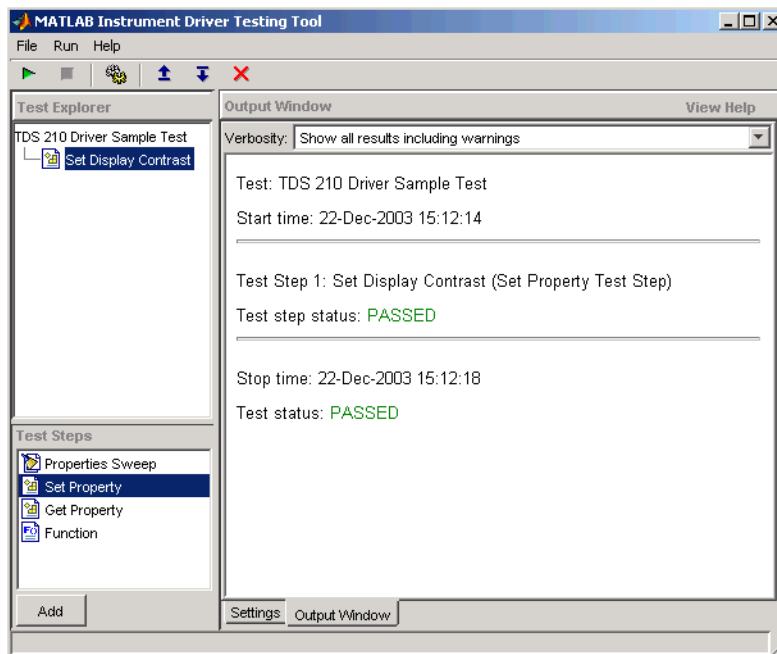 MATLAB Instrument Driver Testing Tool
File Run Help
Test Explorer
TDS 210 Driver Sample Test
Set Display Contrast
Test Steps
Properties Sweep
Set Property
Get Property
Function
Add
Output Window View Help
Verbosity: Show all results including warnings
Test: TDS 210 Driver Sample Test
Start time: 22-Dec-2003 15:12:14
Test Step 1: Set Display Contrast (Set Property Test Step)
Test step status: PASSED
Stop time: 22-Dec-2003 15:12:18
Test status: PASSED
Settings Output Window